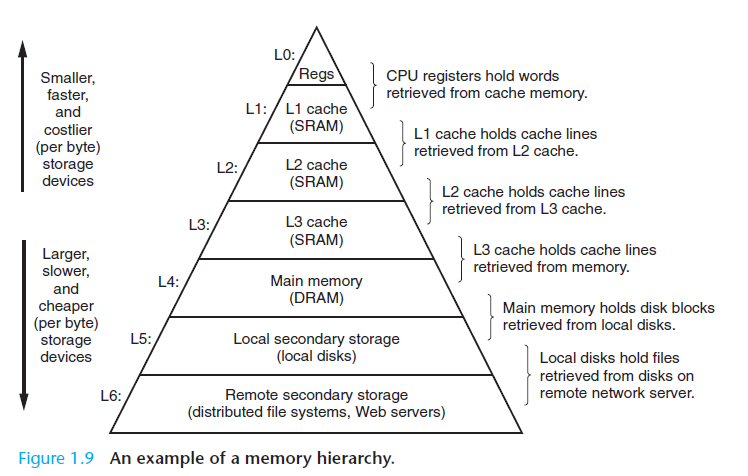 Smaller,
faster,
and
costlier
(per byte)
storage
devices
Larger,
slower,
and
cheaper
(per byte)
storage
devices
L0:
Regs
CPU registers hold words
retrieved from cache memory.
L1:
L1 cache
(SRAM)
L1 cache holds cache lines
retrieved from L2 cache.
L2:
L2 cache
(SRAM)
L2 cache holds cache lines
retrieved from L3 cache.
L3:
L3 cache
(SRAM)
L3 cache holds cache lines
retrieved from memory.
L4:
Main memory
(DRAM)
Main memory holds disk blocks
retrieved from local disks.
L5:
Local secondary storage
(local disks)
Local disks hold files
retrieved from disks on
remote network server.
L6:
Remote secondary storage
(distributed file systems, Web servers)
Figure 1.9 An example of a memory hierarchy.